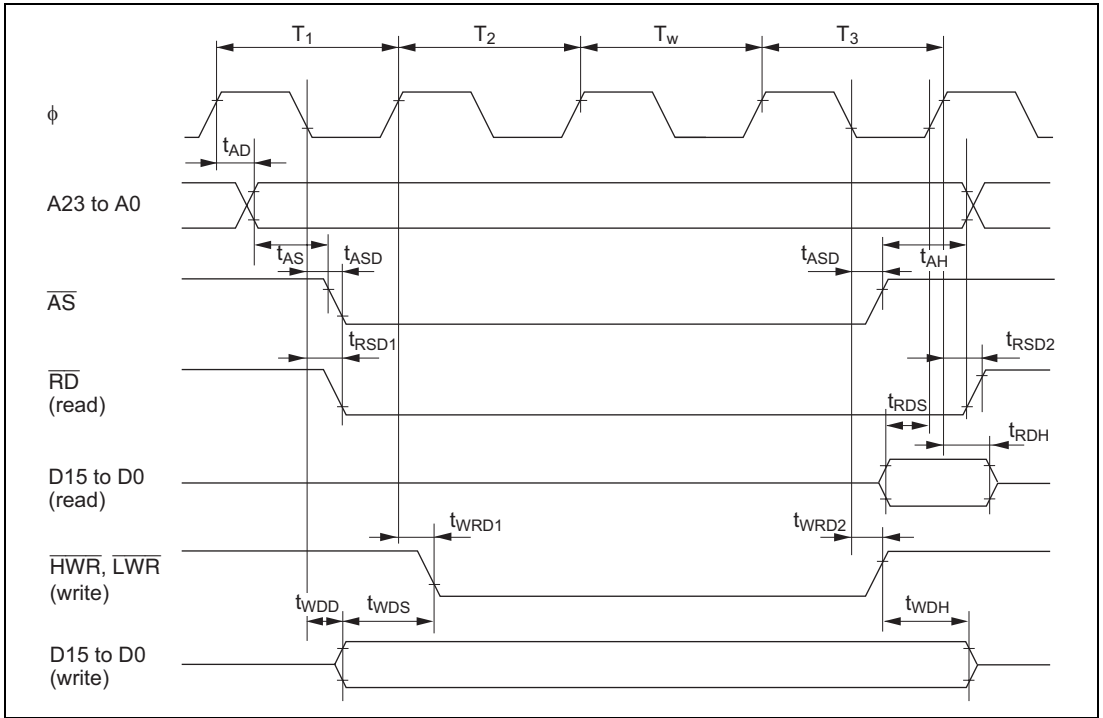 T1 T2 Tw T3
ϕ
tAD
A23 to A0
tAS tASD tASD tAH
AS
tRSD1 tRSD2
RD
(read)
tRDS
tRDH
D15 to D0
(read)
tWRD1 tWRD2
HWR, LWR
(write)
tWDD tWDS tWDH
D15 to D0
(write)